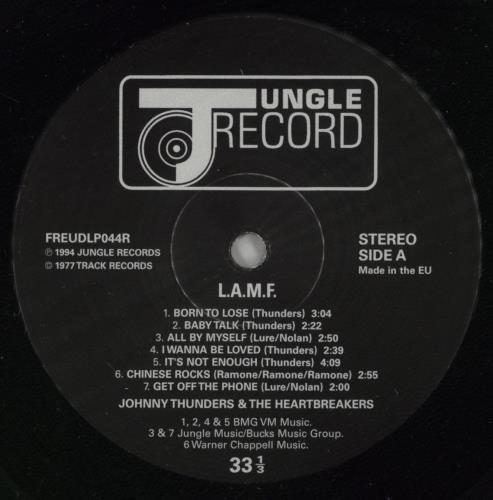 JUNGLE
RECORD
FREUDLP044R
℗ 1994 JUNGLE RECORDS
© 1977 TRACK RECORDS
STEREO
SIDE A
Made in the EU
L.A.M.F.
1. BORN TO LOSE (Thunders) 3:04
2. BABY TALK (Thunders) 2:22
3. ALL BY MYSELF (Lure/Nolan) 2:50
4. I WANNA BE LOVED (Thunders) 2:39
5. IT'S NOT ENOUGH (Thunders) 4:09
6. CHINESE ROCKS (Ramone/Ramone/Ramone) 2:55
7. GET OFF THE PHONE (Lure/Nolan) 2:00
JOHNNY THUNDERS & THE HEARTBREAKERS
1, 2, 4 & 5 BMG VM Music.
3 & 7 Jungle Music/Bucks Music Group.
6 Warner Chappell Music.
33 1/3